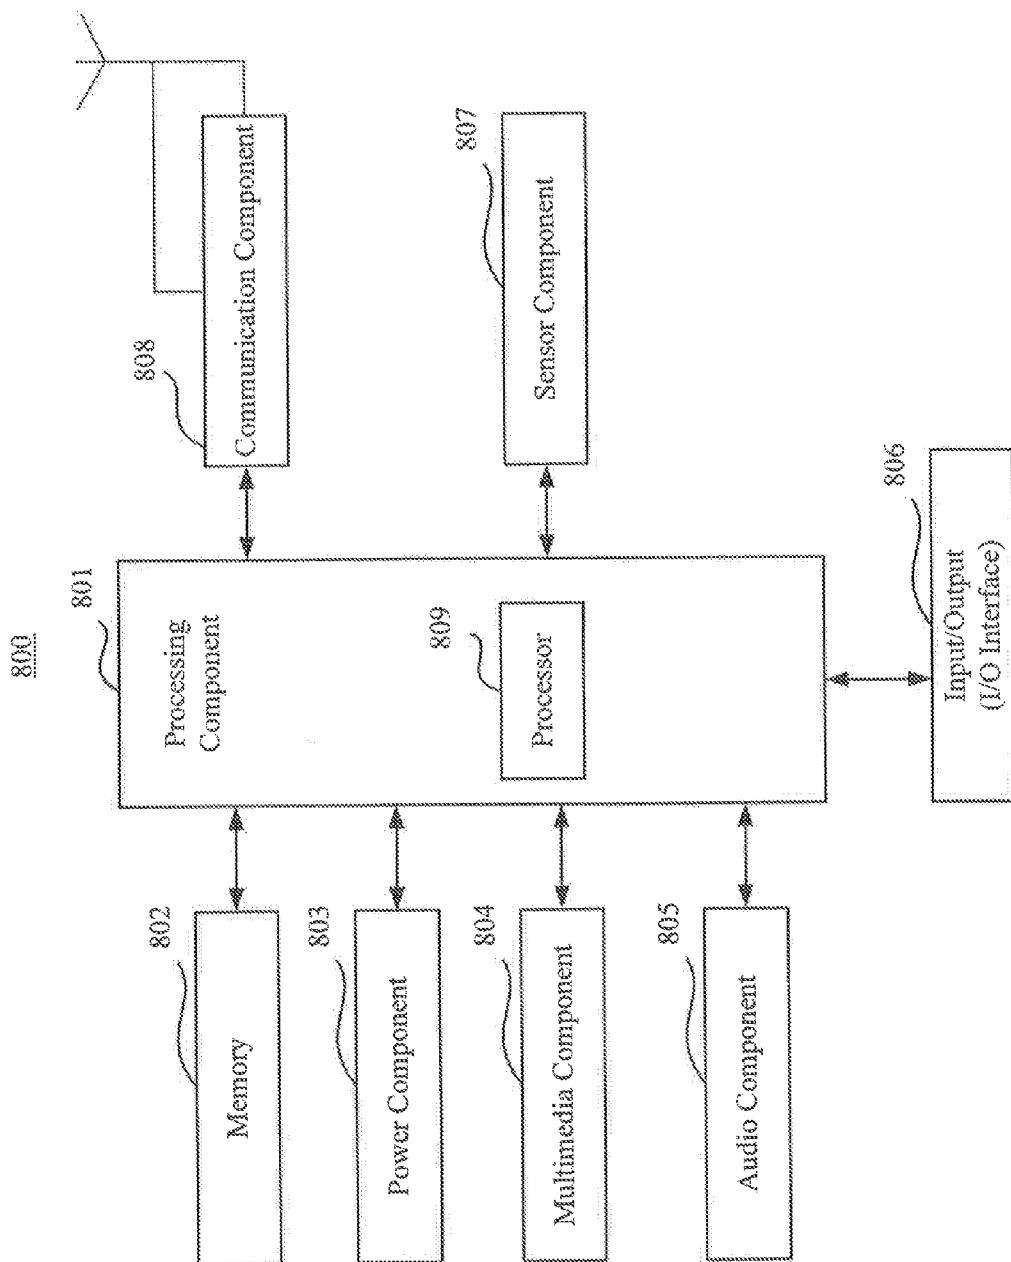 800
801
Processing
Component
809
Processor
802
Memory
803
Power Component
804
Multimedia Component
805
Audio Component
806
Input/Output
(I/O Interface)
807
Sensor Component
808
Communication Component